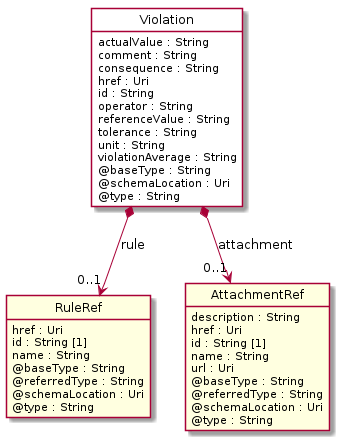 Violation
actualValue : String
comment : String
consequence : String
href : Uri
id : String
operator : String
referenceValue : String
tolerance : String
unit : String
violationAverage : String
@baseType : String
@schemaLocation : Uri
@type : String
rule
attachment
0..1
0..1
RuleRef
href : Uri
id : String [1]
name : String
@baseType : String
@referredType : String
@schemaLocation : Uri
@type : String
AttachmentRef
description : String
href : Uri
id : String [1]
name : String
url : Uri
@baseType : String
@referredType : String
@schemaLocation : Uri
@type : String